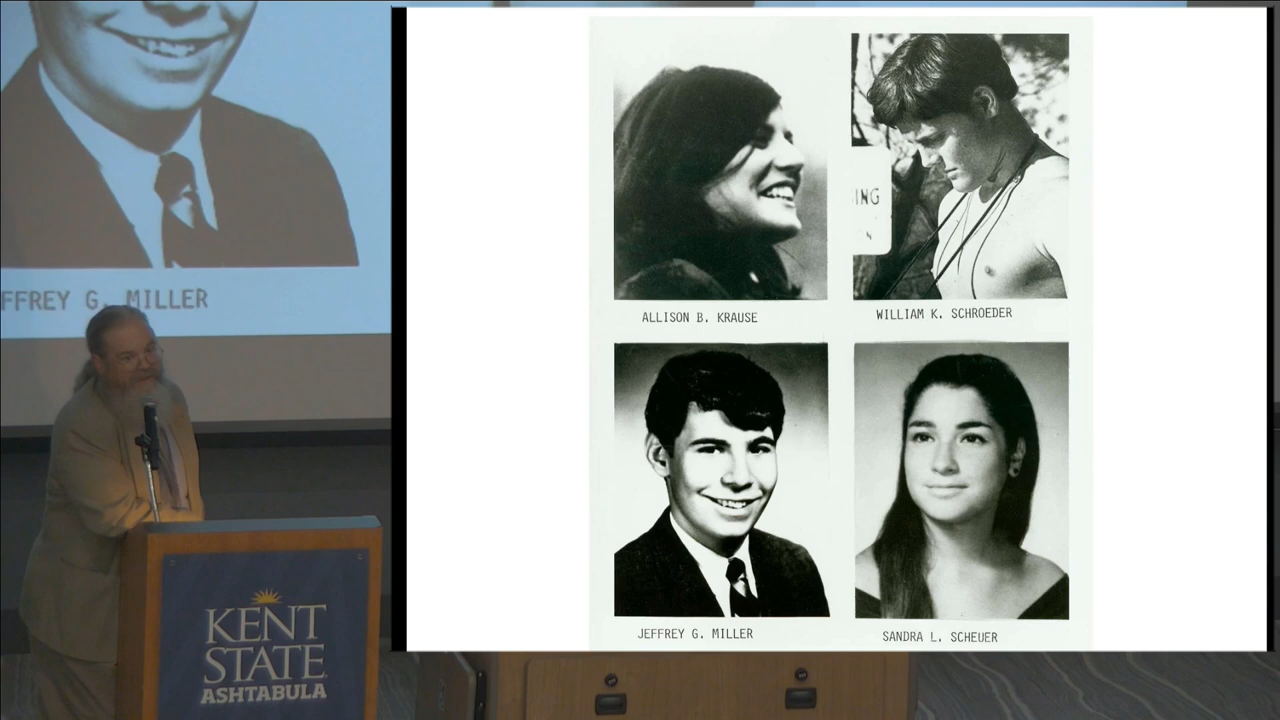 FFREY G. MILLER
KENT
STATE
ASHTABULA
ING
N
ALLISON B. KRAUSE
WILLIAM K. SCHROEDER
JEFFREY G. MILLER
SANDRA L. SCHEUER